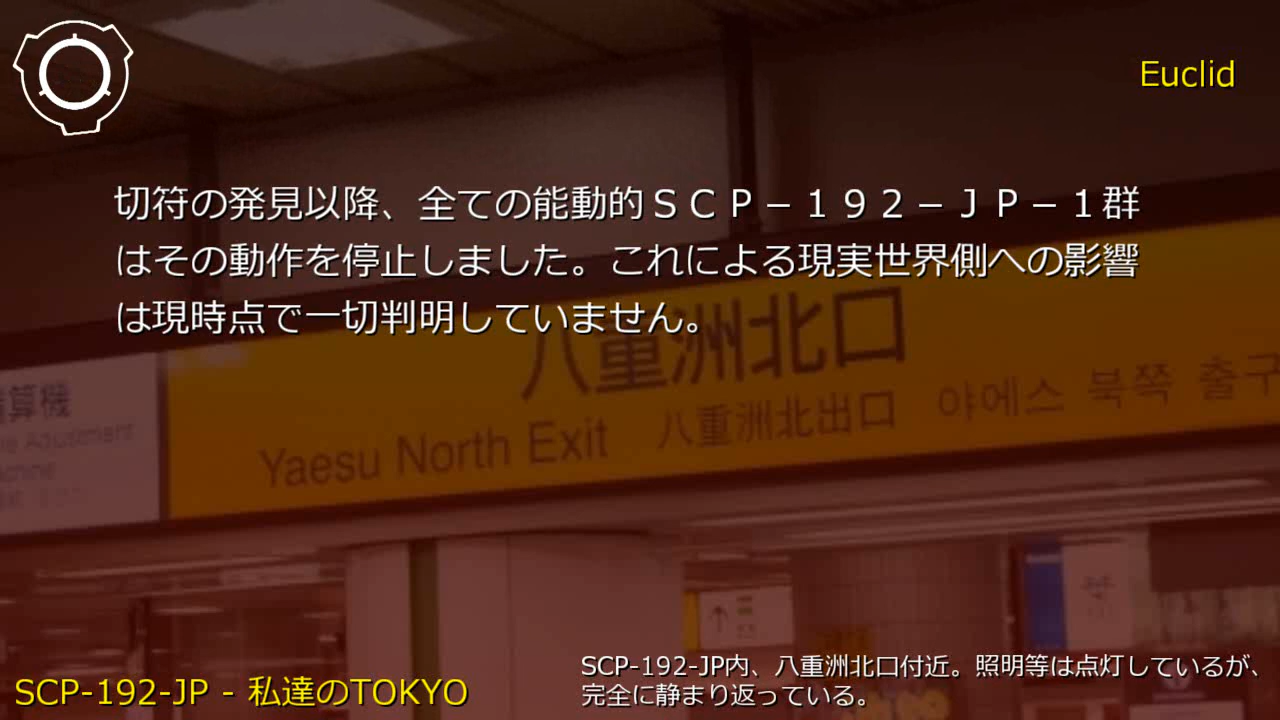 Euclid
切符の発見以降、全ての能動的ＳＣＰ－１９２－ＪＰ－１群
はその動作を停止しました。これによる現実世界側への影響
は現時点で一切判明していません。
八重洲北口
算機
Yaesu North Exit 八重洲北出口 야에스 북쪽 출구
SCP-192-JP内、八重洲北口付近。照明等は点灯しているが、
完全に静まり返っている。
SCP-192-JP - 私達のTOKYO